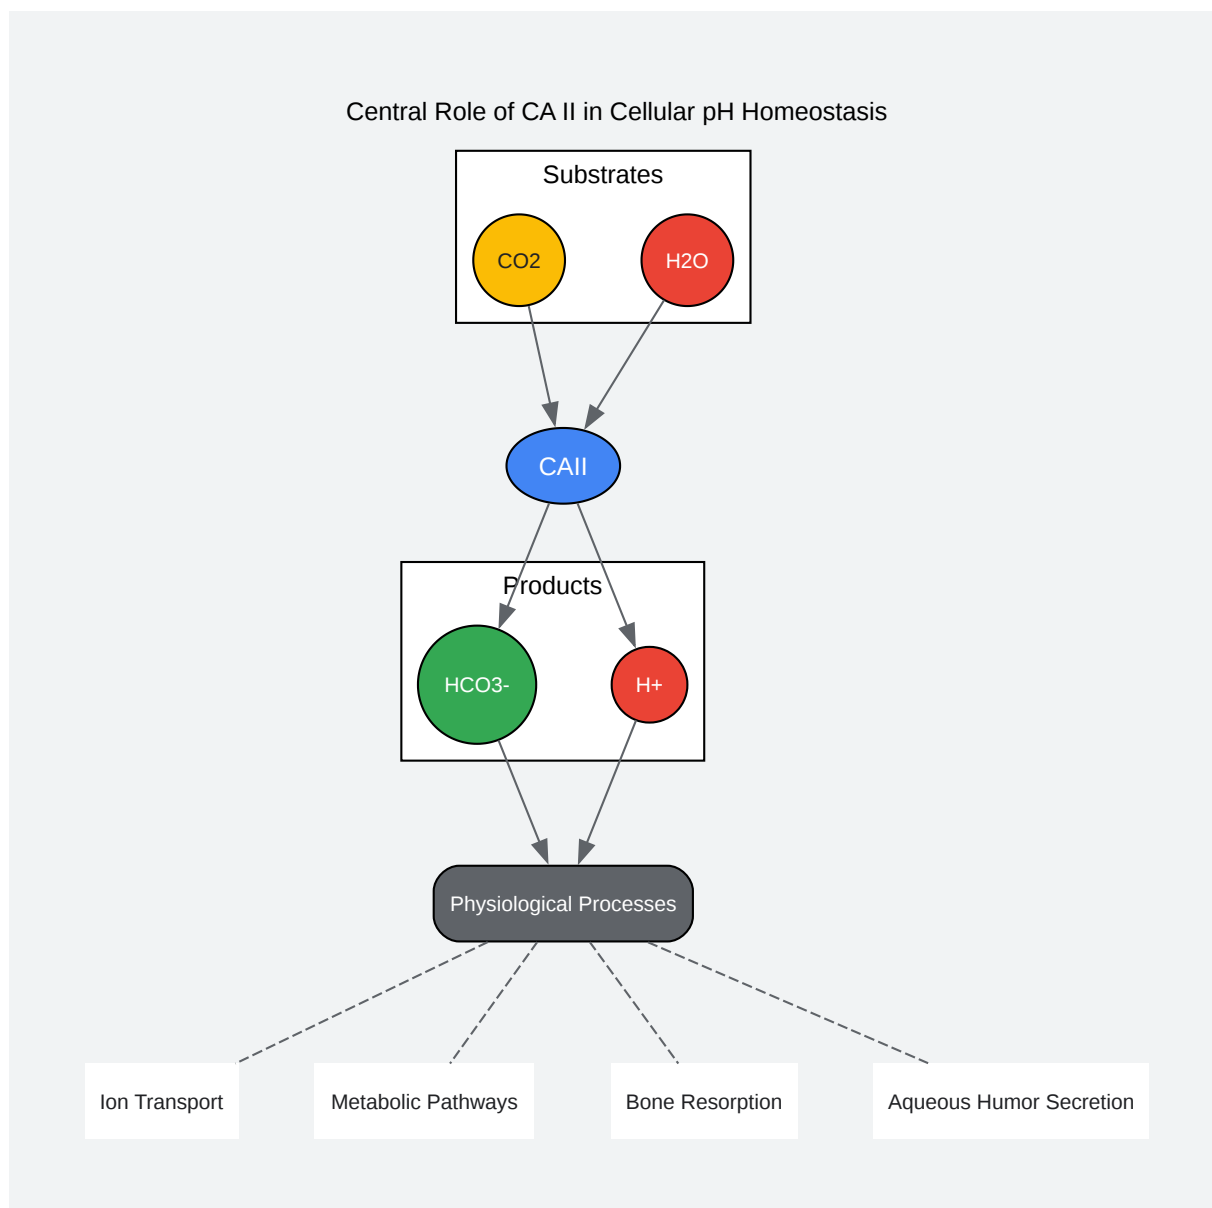 Central Role of CA II in Cellular pH Homeostasis
Substrates
CO2
H2O
CAII
Products
HCO3-
H+
Physiological Processes
Ion Transport
Metabolic Pathways
Bone Resorption
Aqueous Humor Secretion